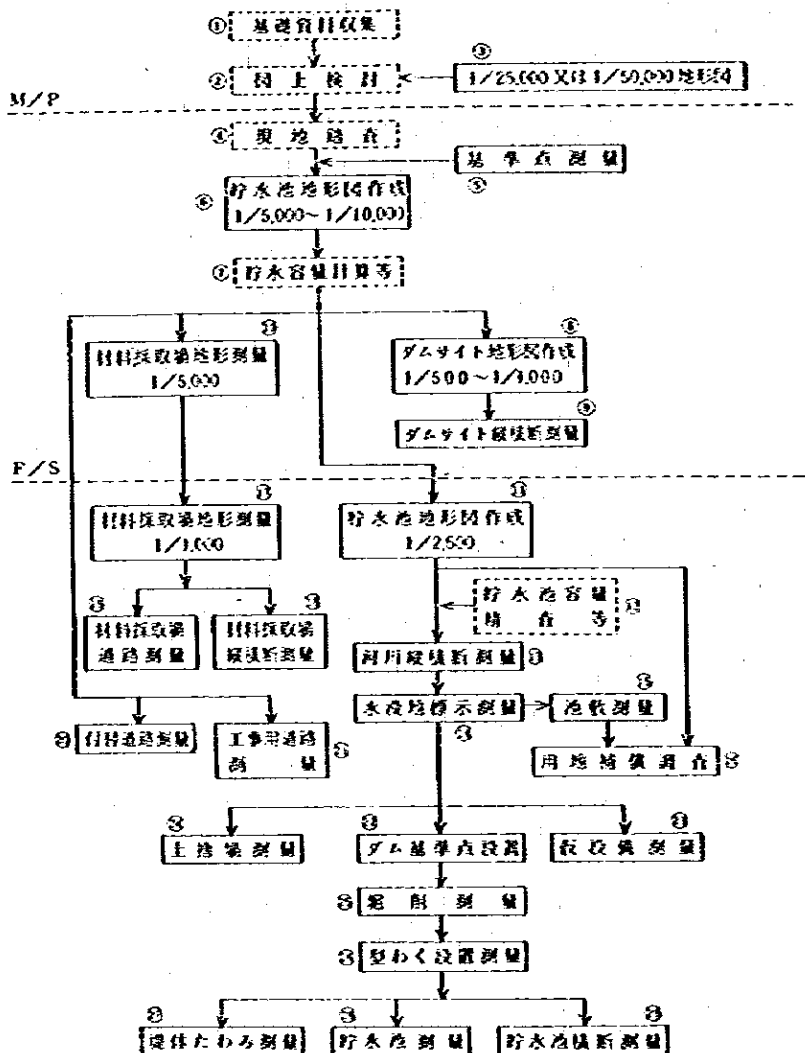 ① 基礎資料収集
③
② 図上検討
1/25,000又は1/50,000地形図
M/P
④ 現地踏査
基準点測量
⑤
⑥ 貯水池地形図作成
1/5,000~1/10,000
⑦ 貯水容量計算等
材料採取場地形測量
1/5,000
⑧
ダムサイト地形図作成
1/500~1/1,000
⑨
ダムサイト縦横断測量
F/S
材料採取場地形測量
1/1,000
貯水池地形図作成
1/2,500
貯水池容量
精査等
材料採取場
道路測量
材料採取場
縦横断測量
河川縦横断測量
水没地標示測量
池敷測量
付替道路測量
工事用道路
測量
用地補償調査
土捨場測量
ダム基準点設置
仮設備測量
掘削測量
型わく設置測量
堤体たわみ測量
貯水池測量
貯水池横断測量